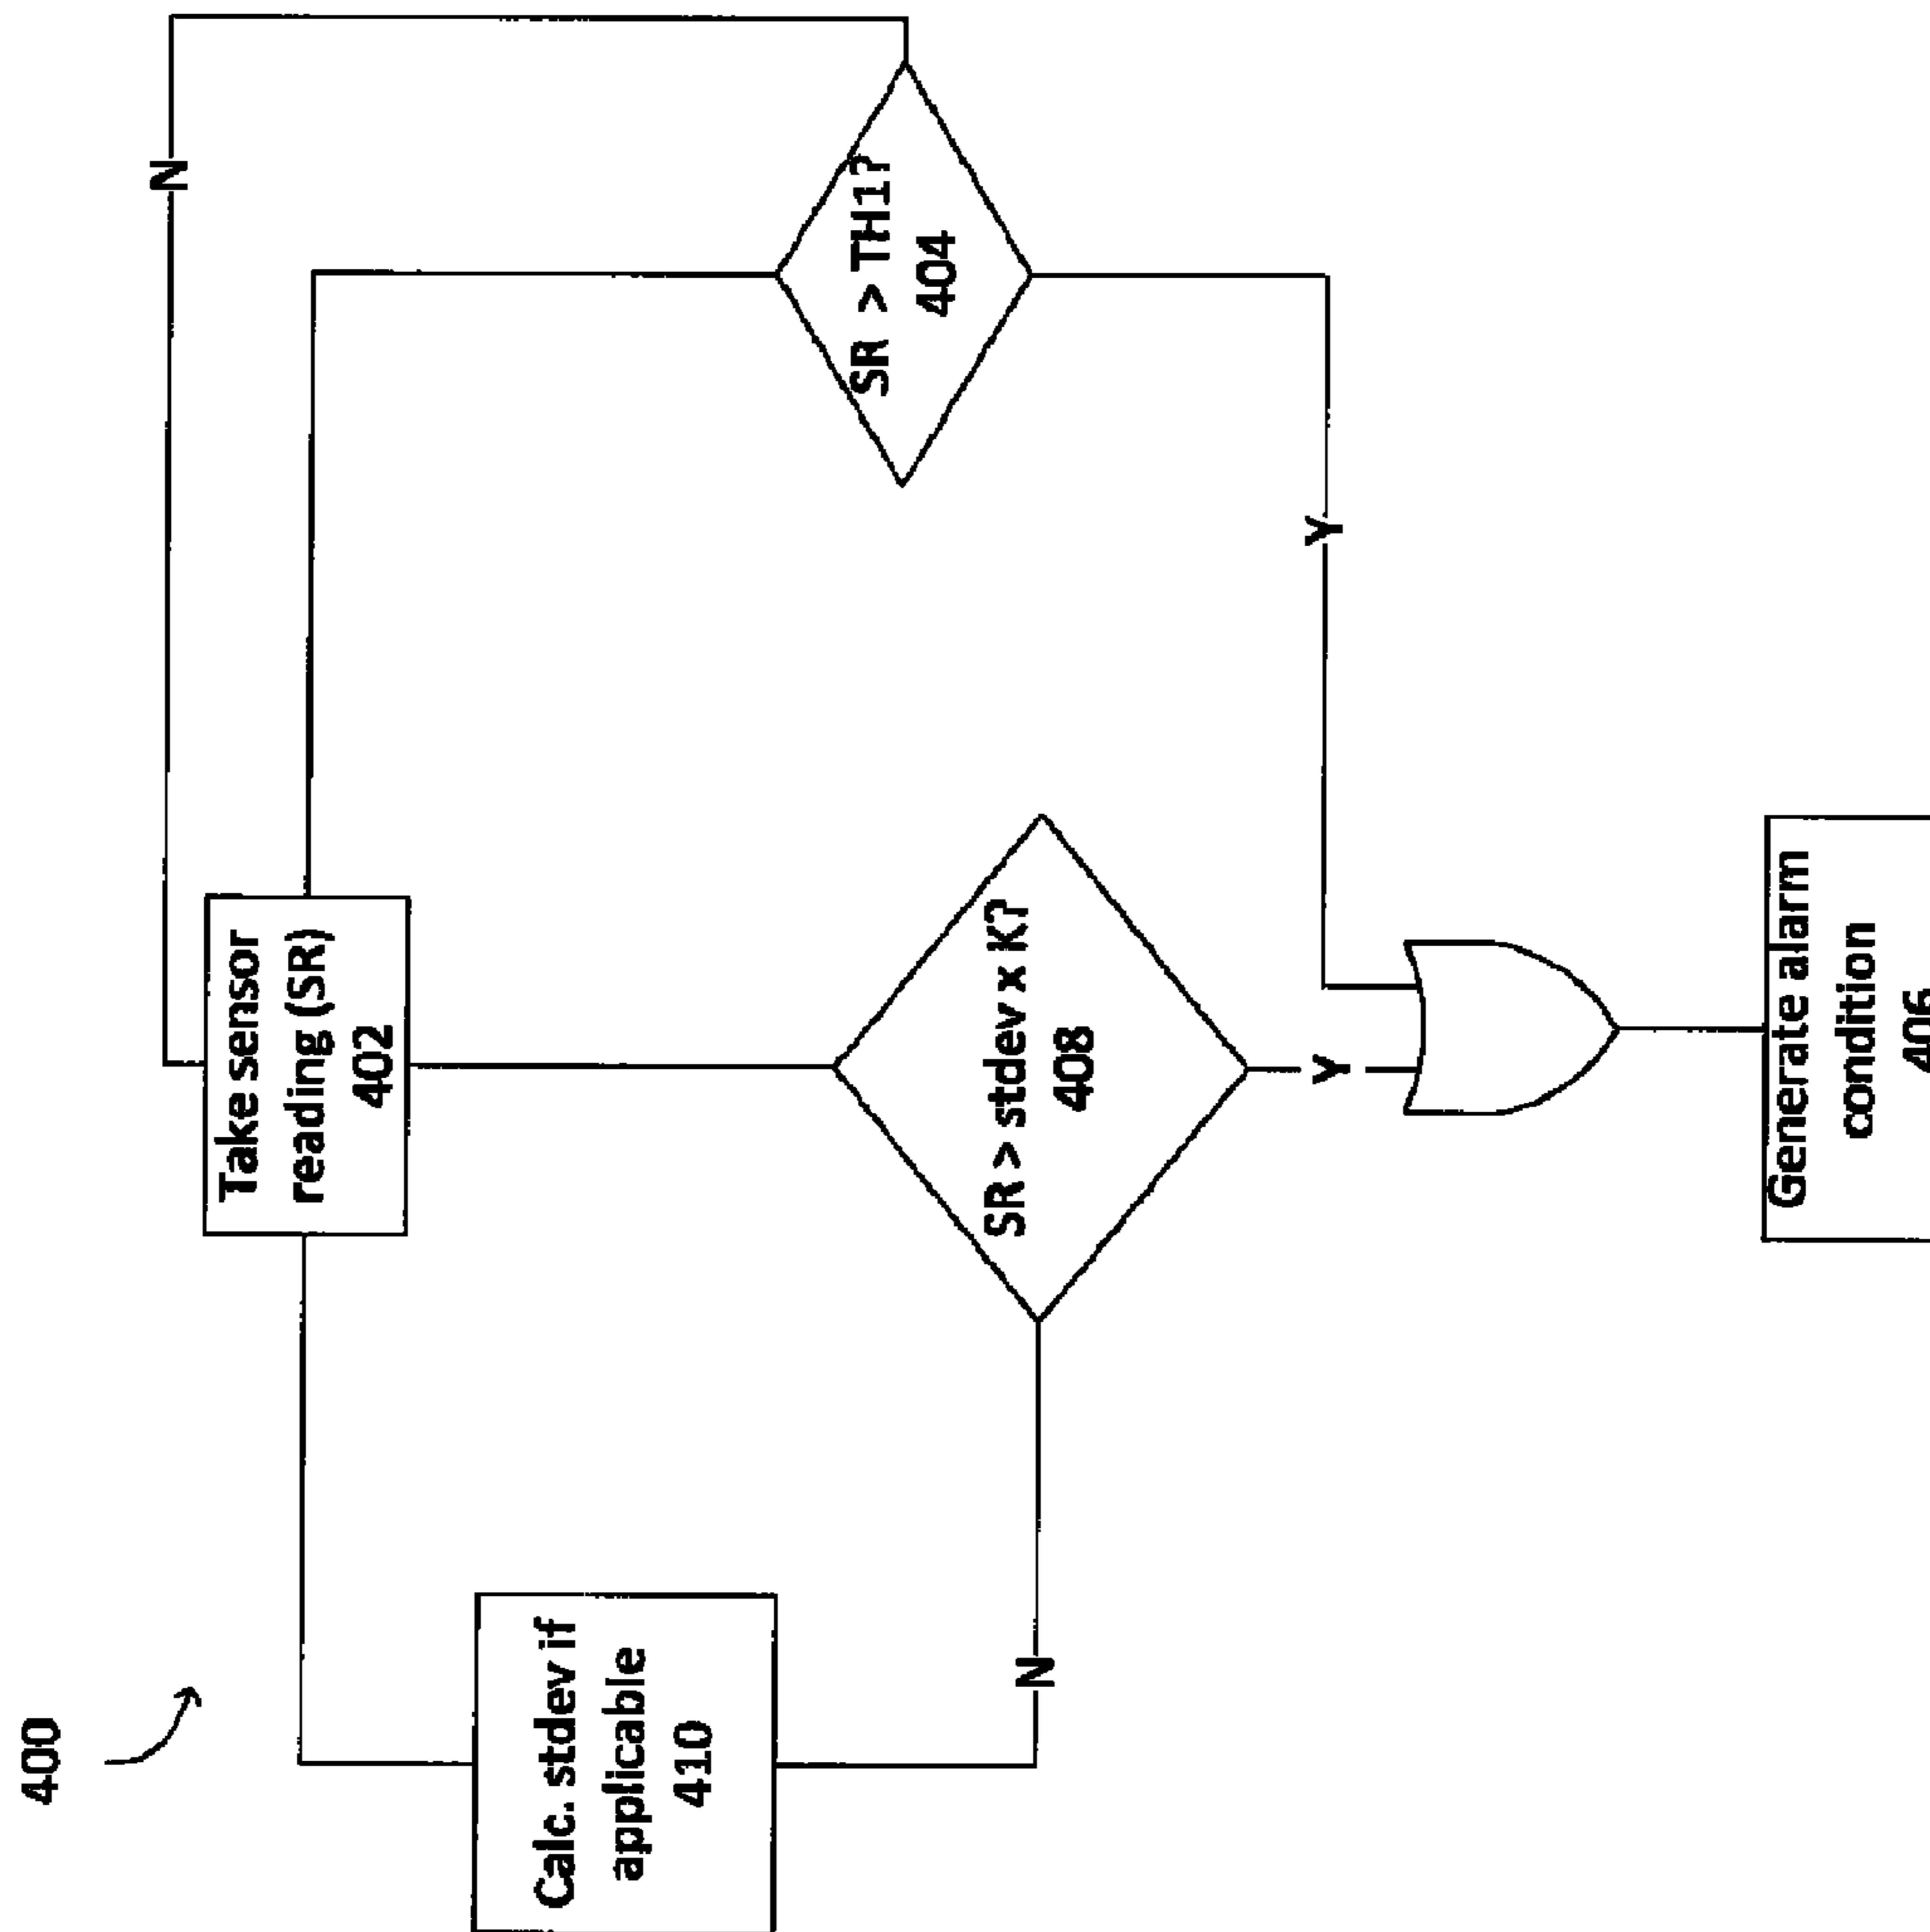 400
Take sensor
reading (SR)
402
N
Calc. stdev if
applicable
410
SR > stdev x K?
408
SR > TH1?
404
N
Y
Y
Generate alarm
condition
406